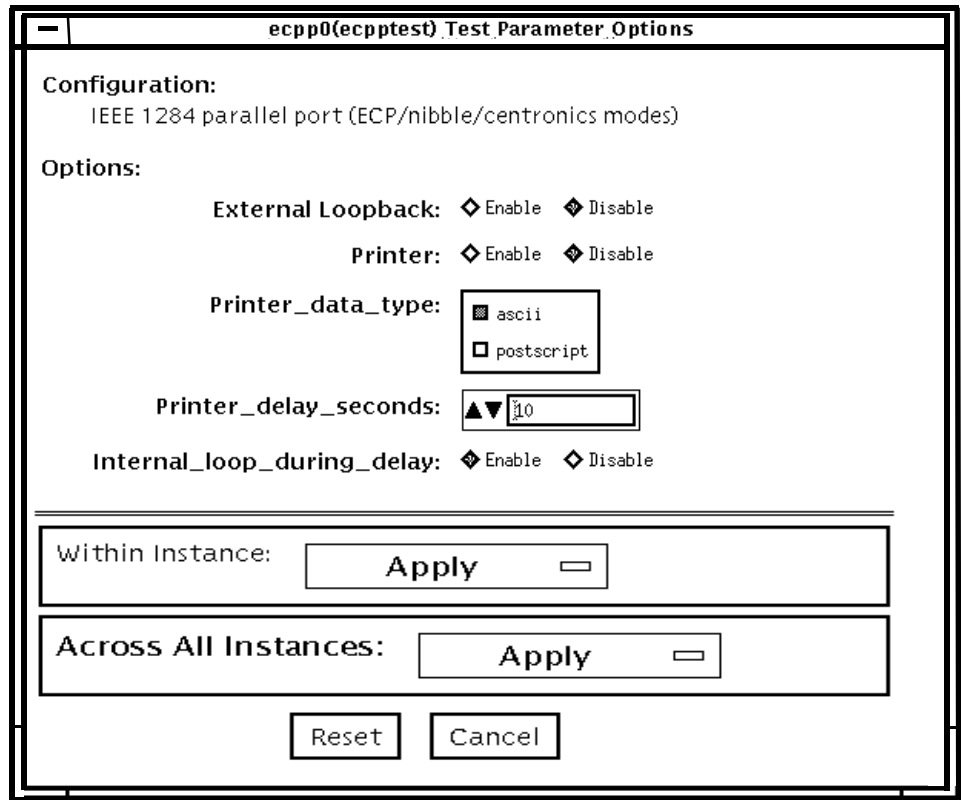 ecpp0(ecpptest) Test Parameter Options
Configuration:
IEEE 1284 parallel port (ECP/nibble/centronics modes)
Options:
External Loopback: Enable Disable
Printer: Enable Disable
Printer_data_type: ascii
postscript
Printer_delay_seconds: 10
Internal_loop_during_delay: Enable Disable
Within Instance: Apply
Across All Instances: Apply
Reset Cancel